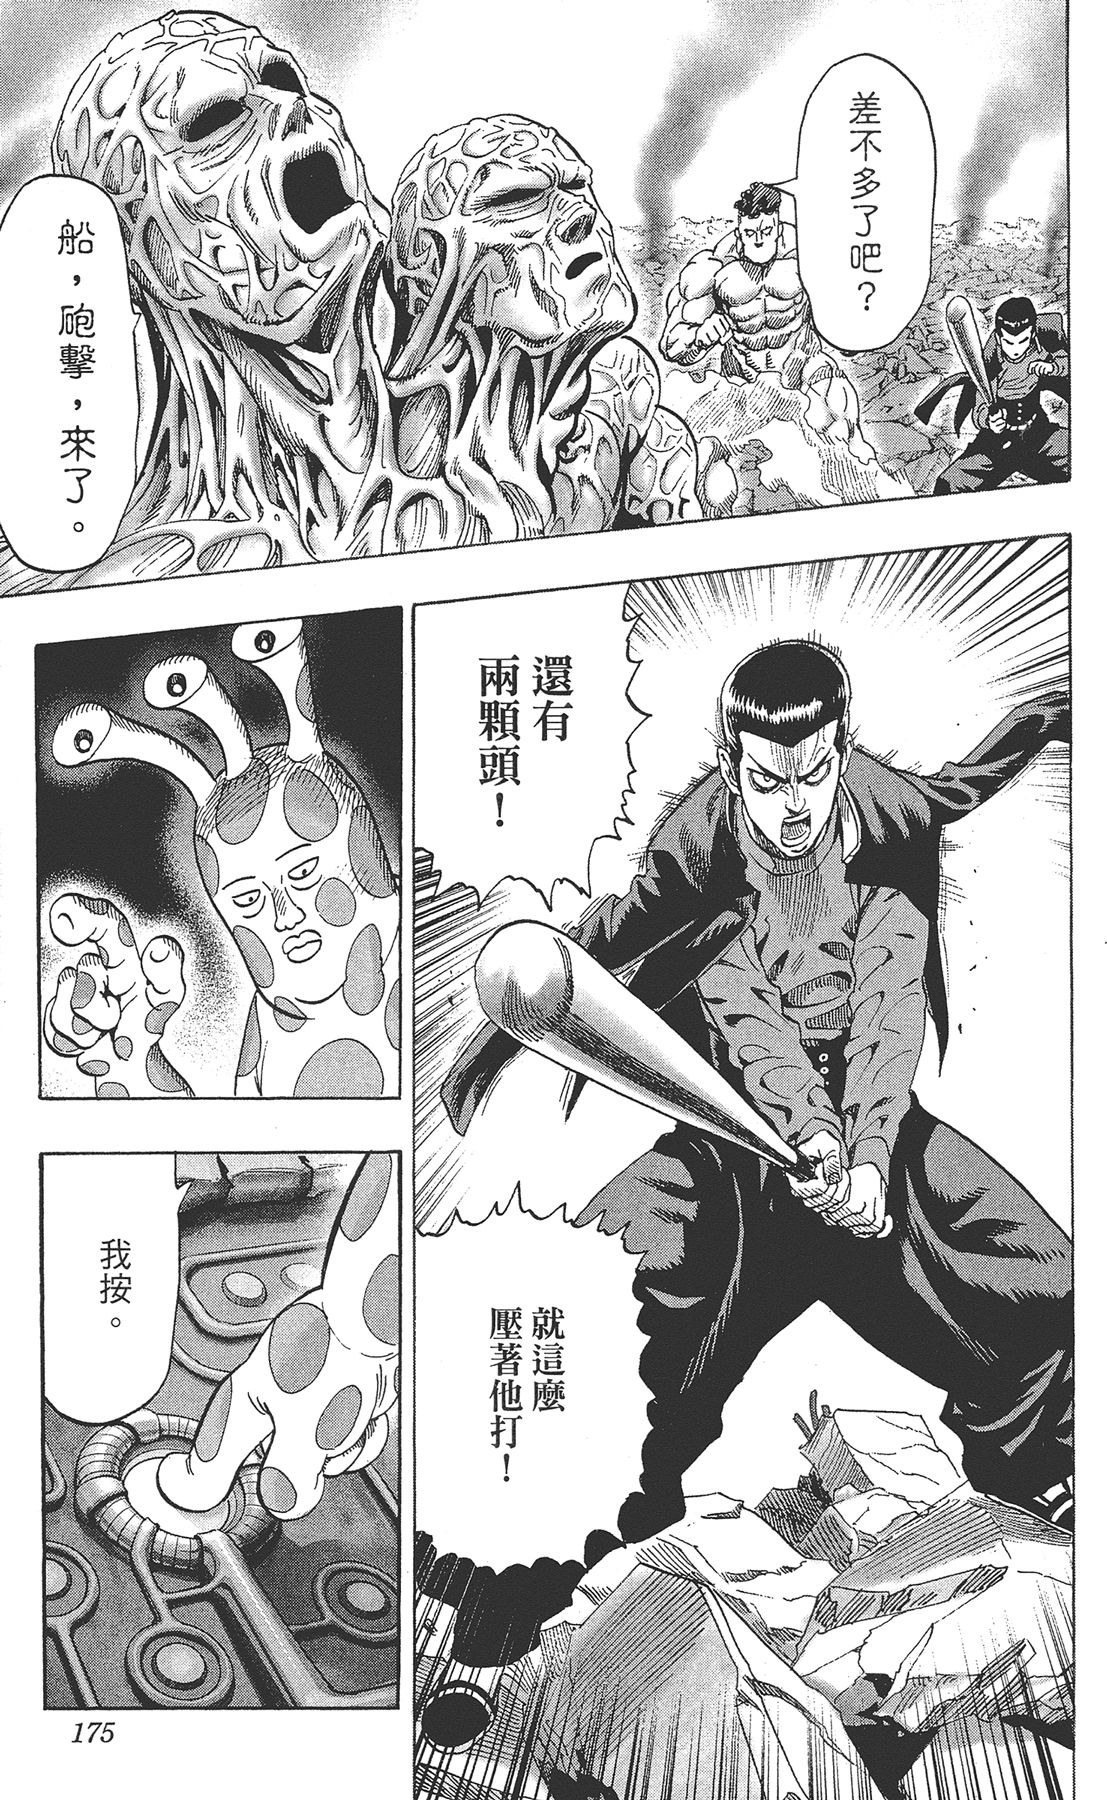 差不多了吧？
船，砲擊，來了。
還有
兩顆頭！
就這麼
壓著他打！
我按。
175